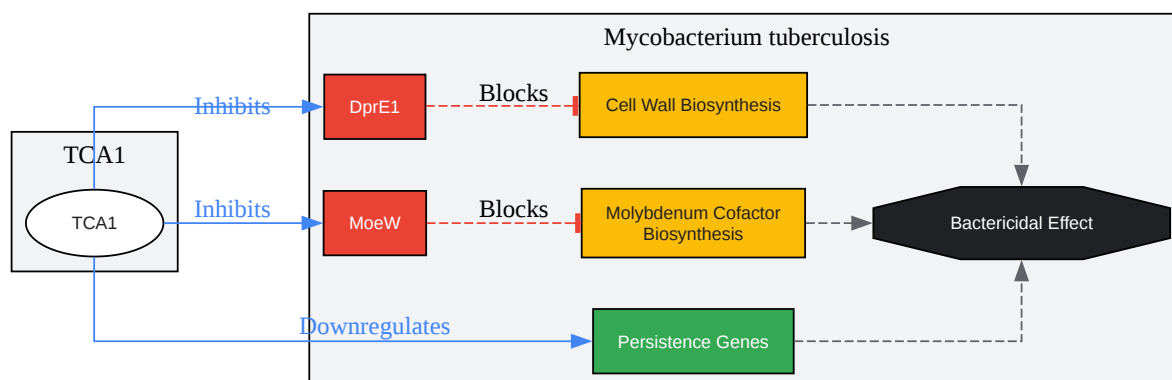 Mycobacterium tuberculosis
Inhibits
DprE1
Blocks
Cell Wall Biosynthesis
TCA1
TCA1
Inhibits
MoeW
Blocks
Molybdenum Cofactor
Biosynthesis
Bactericidal Effect
Downregulates
Persistence Genes